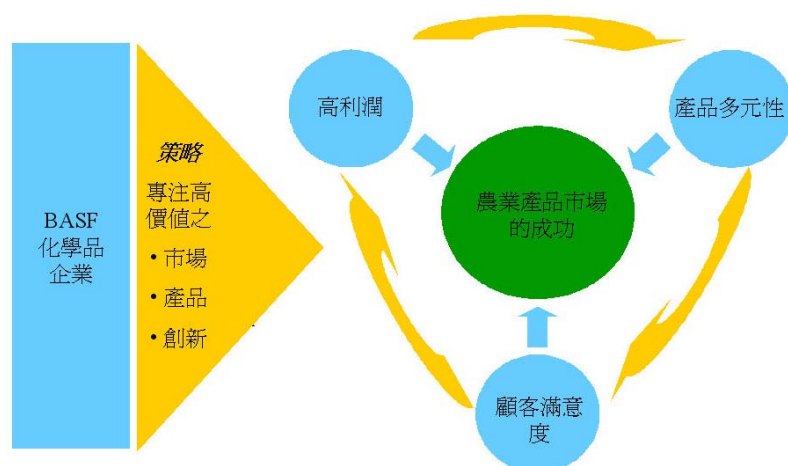 BASF
化學品
企業
策略
專注高
價值之
・市場
・產品
・創新
高利潤
產品多元性
農業產品市場
的成功
顧客滿意
度